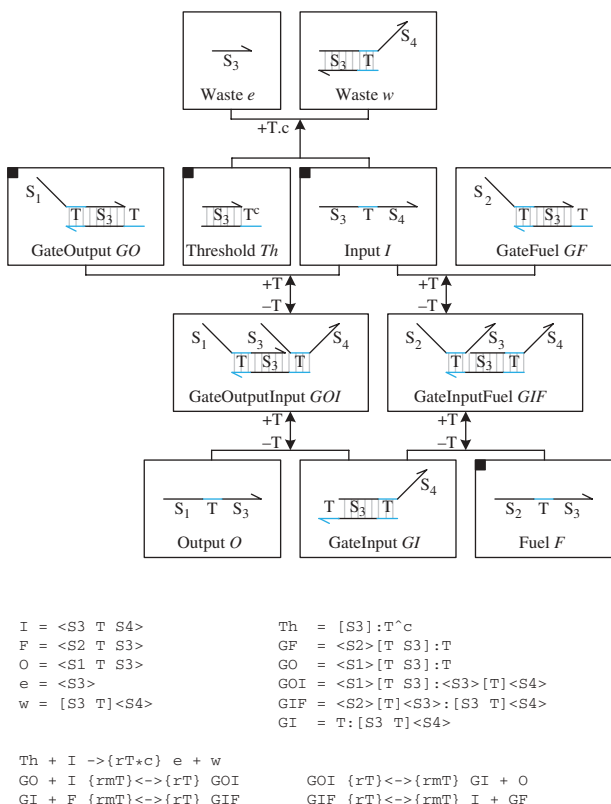 S3
Waste e
S3 T S4
Waste w
+T.c
S1 T S3 T
GateOutput GO
S3 Tc
Threshold Th
S3 T S4
Input I
S2 T S3 T
GateFuel GF
+T
–T
+T
–T
S1 S3 S4
T S3 T
GateOutputInput GOI
S2 S3 S4
T S3 T
GateInputFuel GIF
+T
–T
+T
–T
S1 T S3
Output O
T S3 T S4
GateInput GI
S2 T S3
Fuel F
I = <S3 T S4>
F = <S2 T S3>
O = <S1 T S3>
e = <S3>
w = [S3 T]<S4>
Th = [S3]:T^c
GF = <S2>[T S3]:T
GO = <S1>[T S3]:T
GOI = <S1>[T S3]:<S3>[T]<S4>
GIF = <S2>[T]<S3>:[S3 T]<S4>
GI = T:[S3 T]<S4>
Th + I ->{rT*c} e + w
GO + I {rmT}<->{rT} GOI GOI {rT}<->{rmT} GI + O
GI + F {rmT}<->{rT} GIF GIF {rT}<->{rmT} I + GF